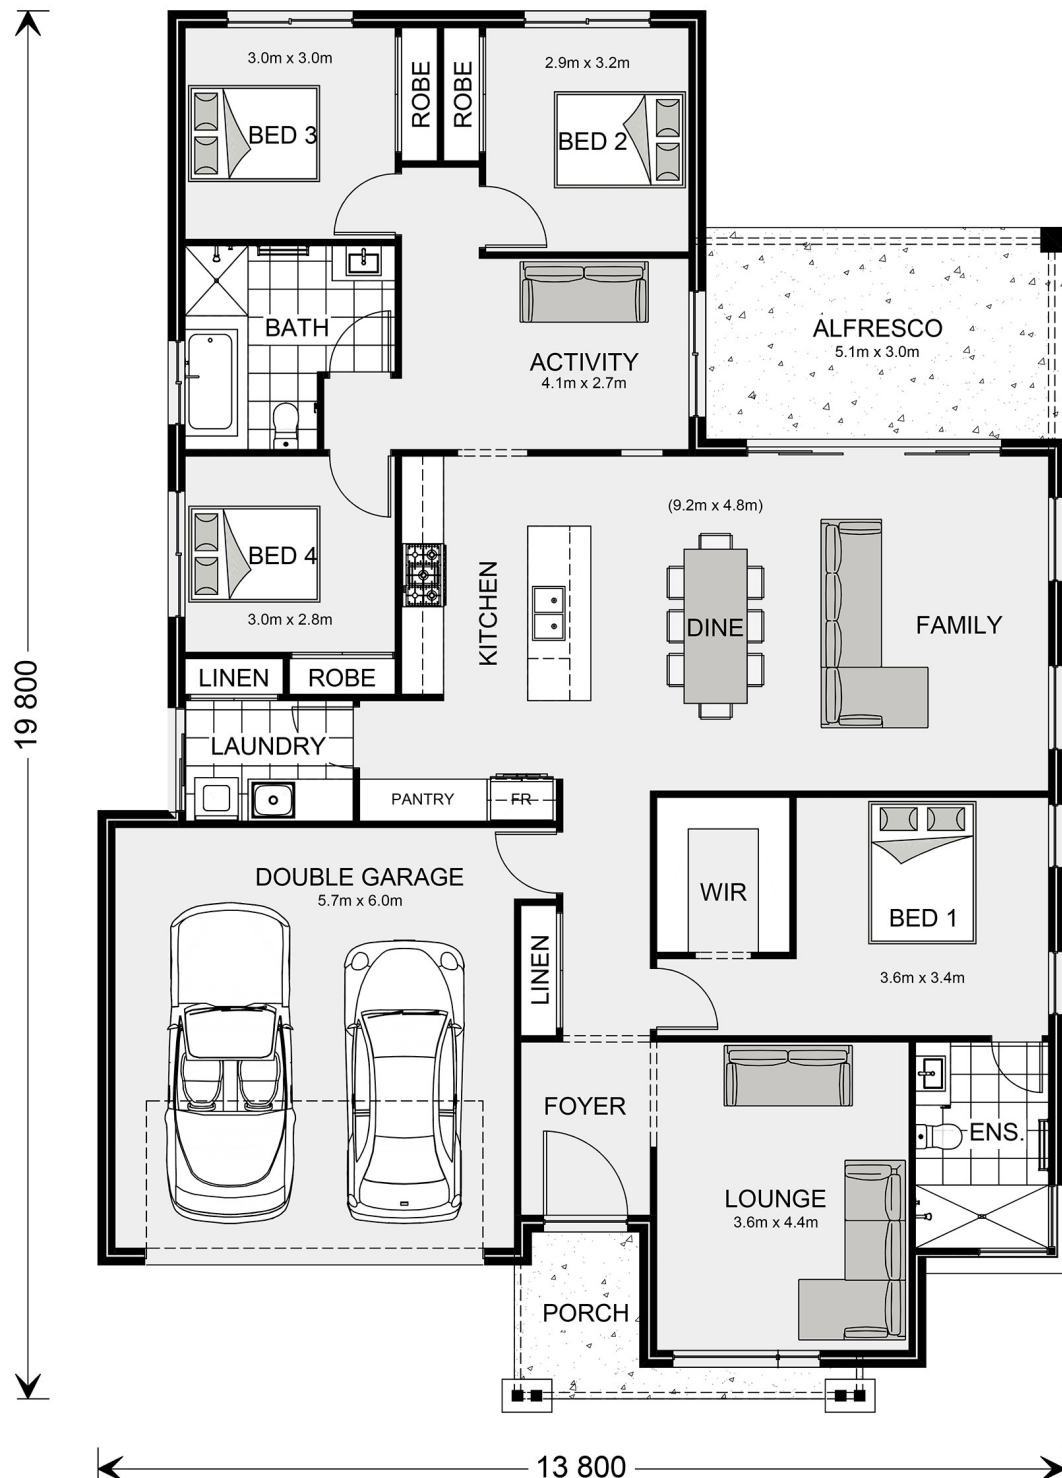 3.0m x 3.0m
BED 3
ROBE
ROBE
2.9m x 3.2m
BED 2
BATH
ACTIVITY
4.1m x 2.7m
ALFRESCO
5.1m x 3.0m
BED 4
3.0m x 2.8m
LINEN
ROBE
KITCHEN
(9.2m x 4.8m)
DINE
FAMILY
LAUNDRY
PANTRY
FR
19 800
DOUBLE GARAGE
5.7m x 6.0m
LINEN
WIR
BED 1
3.6m x 3.4m
FOYER
ENS.
LOUNGE
3.6m x 4.4m
PORCH
13 800